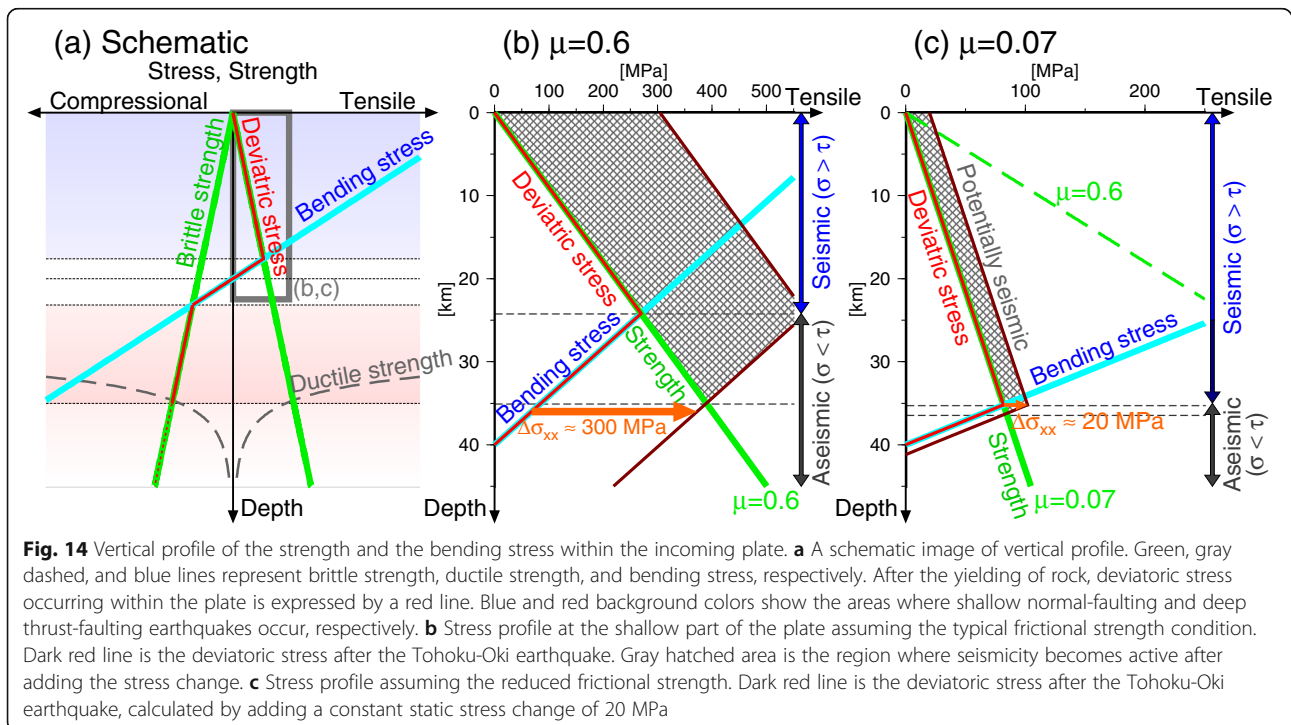 (a) Schematic
Stress, Strength
Compressional
Tensile
Brittle strength
Deviatric stress
Bending stress
(b,c)
Ductile strength
Depth
(b) μ=0.6
[MPa]
0 100 200 300 400 500
Tensile
0
10
20
[km]
30
40
Depth
Deviatric stress
Bending stress
Strength
Δσxx ≈ 300 MPa
μ=0.6
Seismic (σ > τ)
Aseismic (σ < τ)
(c) μ=0.07
[MPa]
0 100 200
Tensile
0
10
20
[km]
30
40
Depth
Deviatric stress
Potentially seismic
μ=0.6
Bending stress
Δσxx ≈ 20 MPa
Strength
μ=0.07
Seismic (σ > τ)
Aseismic
(σ < τ)
Fig. 14 Vertical profile of the strength and the bending stress within the incoming plate. a A schematic image of vertical profile. Green, gray
dashed, and blue lines represent brittle strength, ductile strength, and bending stress, respectively. After the yielding of rock, deviatoric stress
occurring within the plate is expressed by a red line. Blue and red background colors show the areas where shallow normal-faulting and deep
thrust-faulting earthquakes occur, respectively. b Stress profile at the shallow part of the plate assuming the typical frictional strength condition.
Dark red line is the deviatoric stress after the Tohoku-Oki earthquake. Gray hatched area is the region where seismicity becomes active after
adding the stress change. c Stress profile assuming the reduced frictional strength. Dark red line is the deviatoric stress after the Tohoku-Oki
earthquake, calculated by adding a constant static stress change of 20 MPa